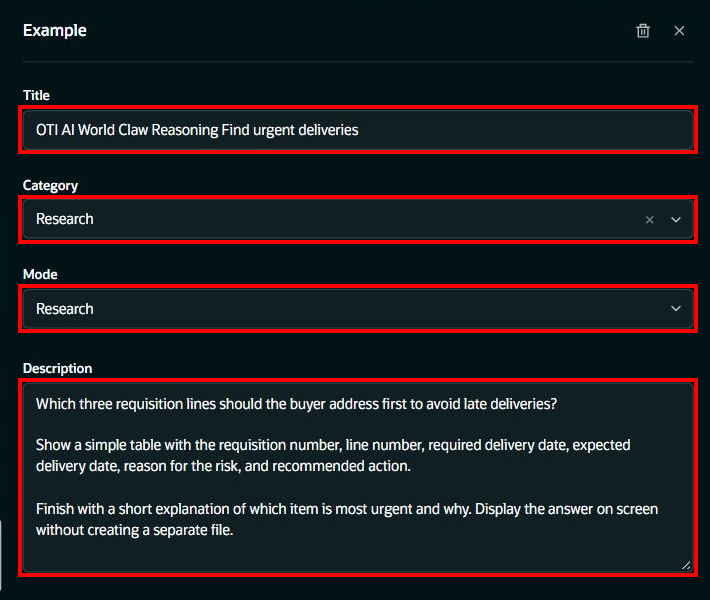 Example
Title
OTI AI World Claw Reasoning Find urgent deliveries
Category
Research
Mode
Research
Description
Which three requisition lines should the buyer address first to avoid late deliveries?
Show a simple table with the requisition number, line number, required delivery date, expected
delivery date, reason for the risk, and recommended action.
Finish with a short explanation of which item is most urgent and why. Display the answer on screen
without creating a separate file.